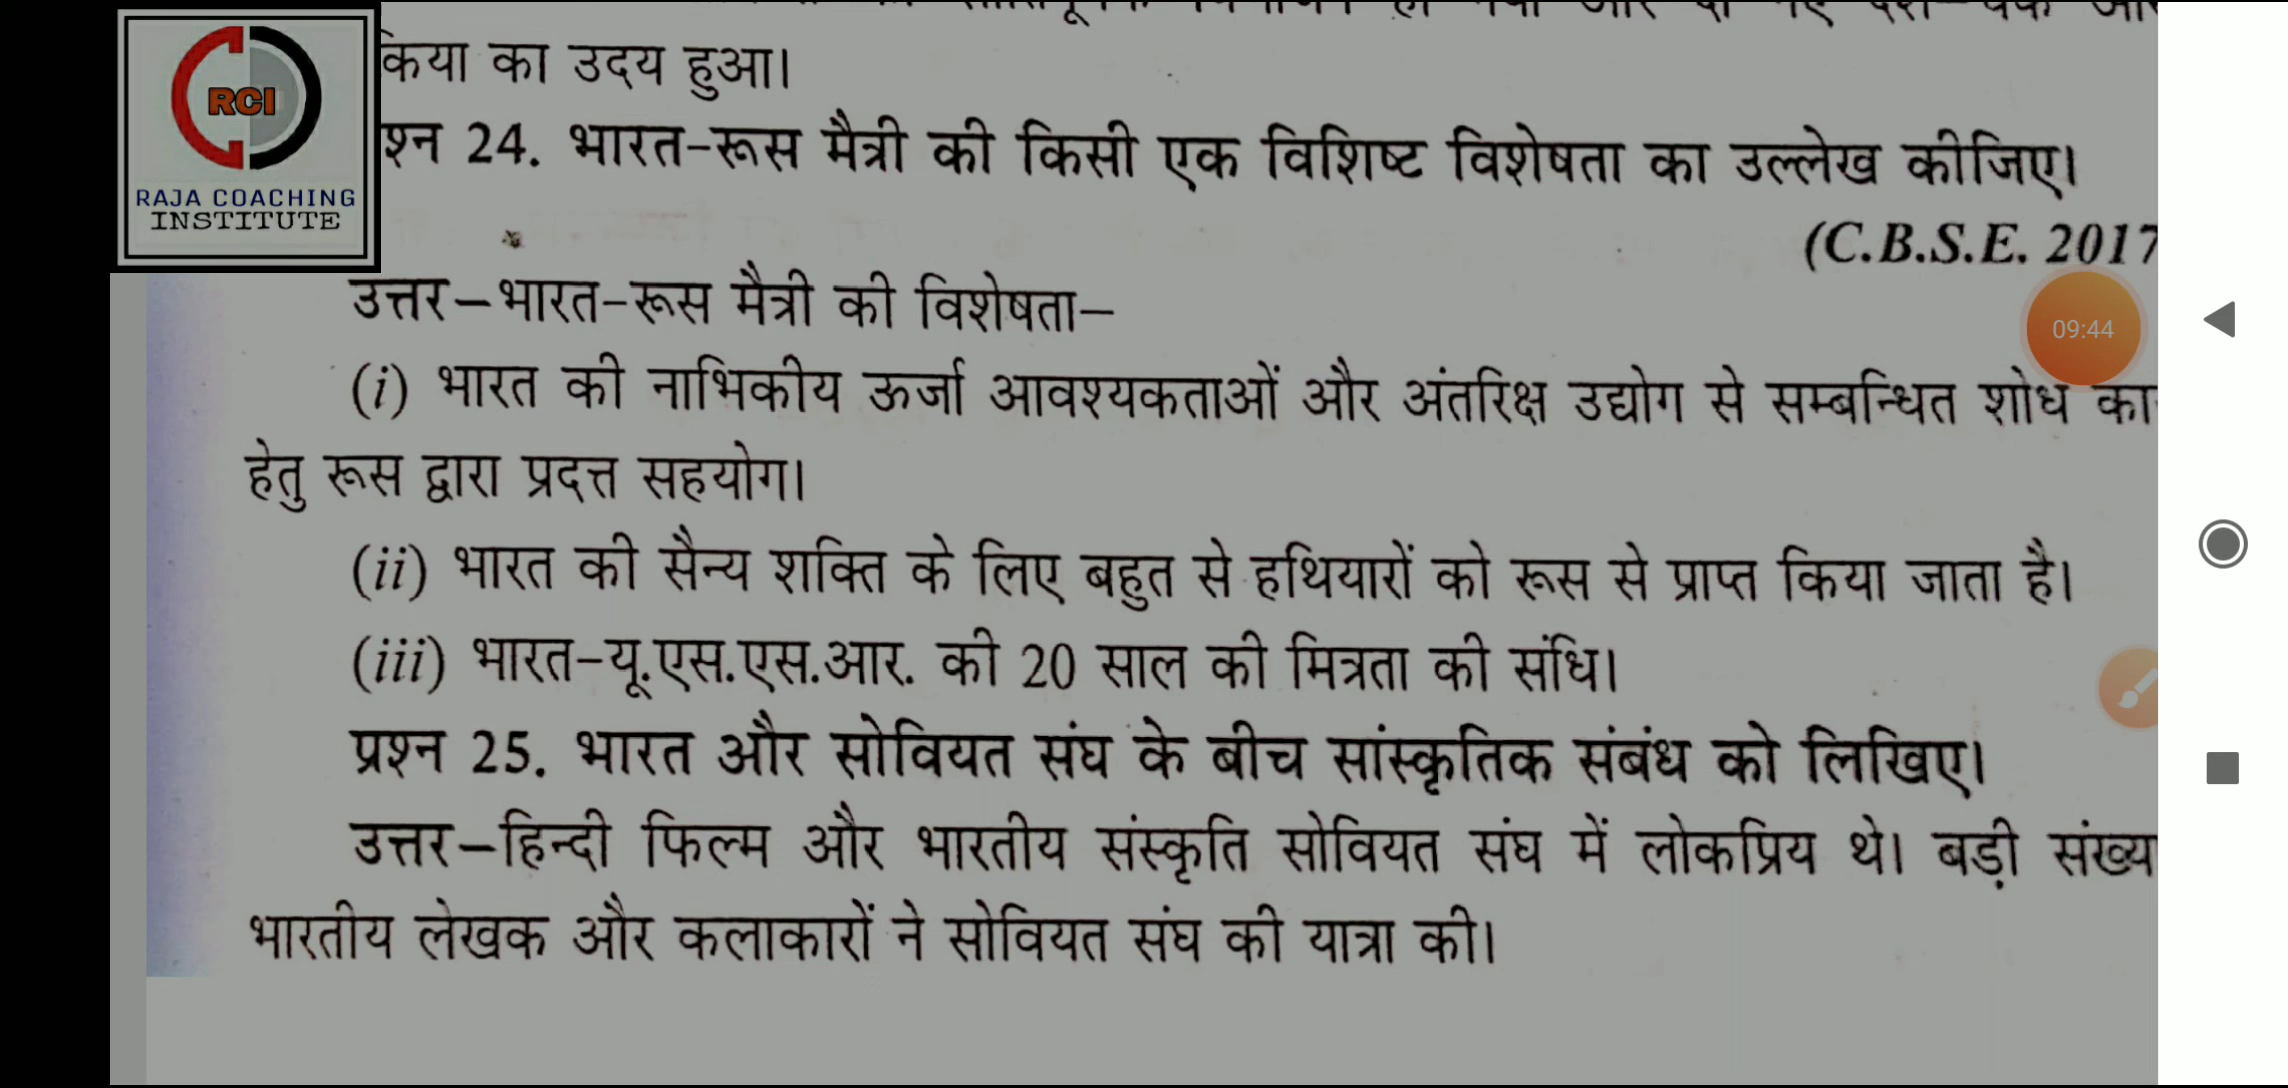 किया का उदय हुआ।
RCI
RAJA COACHING
INSTITUTE
श्न 24. भारत-रूस मैत्री की किसी एक विशिष्ट विशेषता का उल्लेख कीजिए।
(C.B.S.E. 2017
उत्तर—भारत-रूस मैत्री की विशेषता—
09:44
(i) भारत की नाभिकीय ऊर्जा आवश्यकताओं और अंतरिक्ष उद्योग से सम्बन्धित शोध का
हेतु रूस द्वारा प्रदत्त सहयोग।
(ii) भारत की सैन्य शक्ति के लिए बहुत से हथियारों को रूस से प्राप्त किया जाता है।
(iii) भारत-यू.एस.एस.आर. की 20 साल की मित्रता की संधि।
प्रश्न 25. भारत और सोवियत संघ के बीच सांस्कृतिक संबंध को लिखिए।
उत्तर—हिन्दी फिल्म और भारतीय संस्कृति सोवियत संघ में लोकप्रिय थे। बड़ी संख्य
भारतीय लेखक और कलाकारों ने सोवियत संघ की यात्रा की।